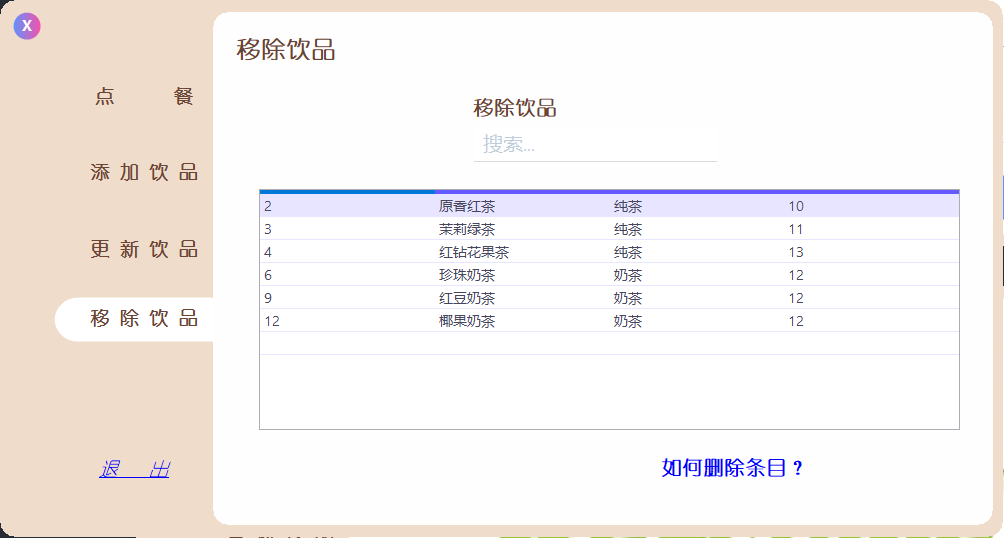 X
点 餐
添 加 饮 品
更 新 饮 品
移 除 饮 品
退 出
移除饮品
移除饮品
搜索...
2 原香红茶 纯茶 10
3 茉莉绿茶 纯茶 11
4 红钻花果茶 纯茶 13
6 珍珠奶茶 奶茶 12
9 红豆奶茶 奶茶 12
12 椰果奶茶 奶茶 12
如何删除条目？